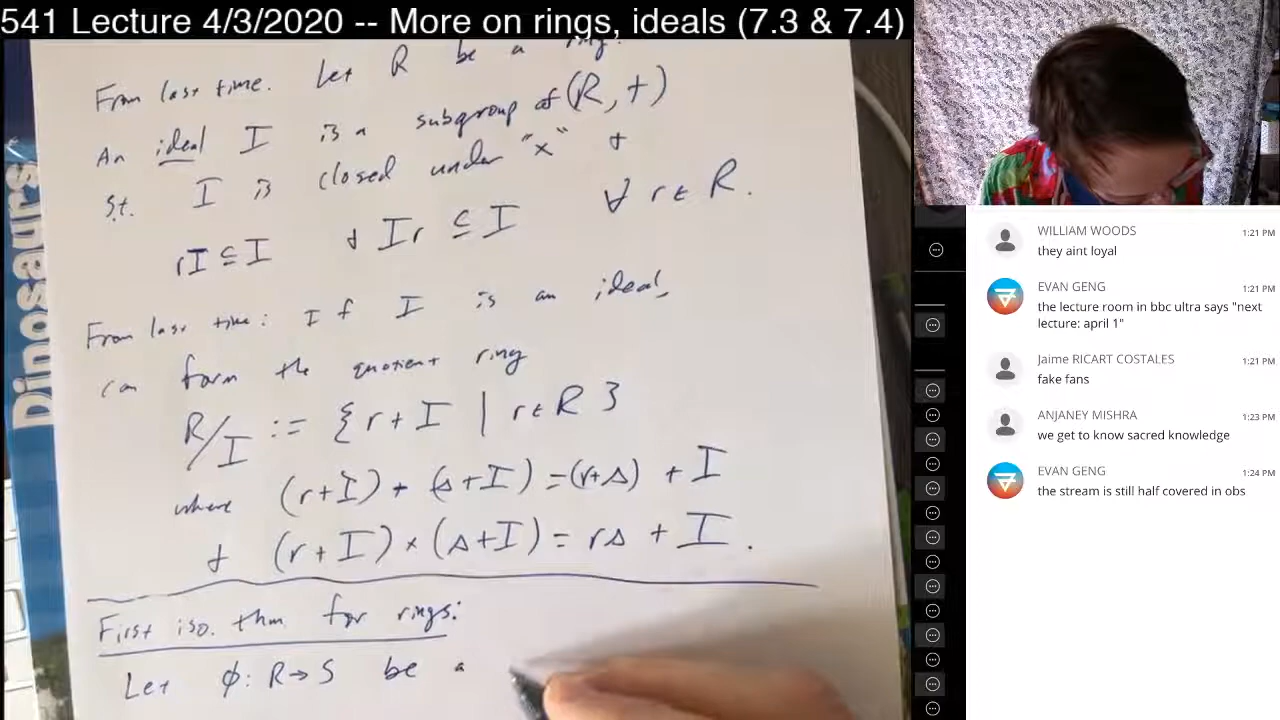 541 Lecture 4/3/2020 -- More on rings, ideals (7.3 & 7.4)
From last time. Let R be a ring.
An ideal I is a subgroup of (R, +)
s.t. I is closed under "x" &
rI ⊆ I & Ir ⊆ I ∀ r ∈ R.
From last time: If I is an ideal,
can form the quotient ring
R/I := {r + I | r ∈ R}
where (r+I) + (s+I) = (r+s) + I
& (r+I) × (s+I) = rs + I.
First iso. thm for rings:
Let φ: R → S be a
Dinosaurs
WILLIAM WOODS 1:21 PM
they aint loyal
EVAN GENG 1:21 PM
the lecture room in bbc ultra says "next
lecture: april 1"
Jaime RICART COSTALES 1:21 PM
fake fans
ANJANEY MISHRA 1:23 PM
we get to know sacred knowledge
EVAN GENG 1:24 PM
the stream is still half covered in obs